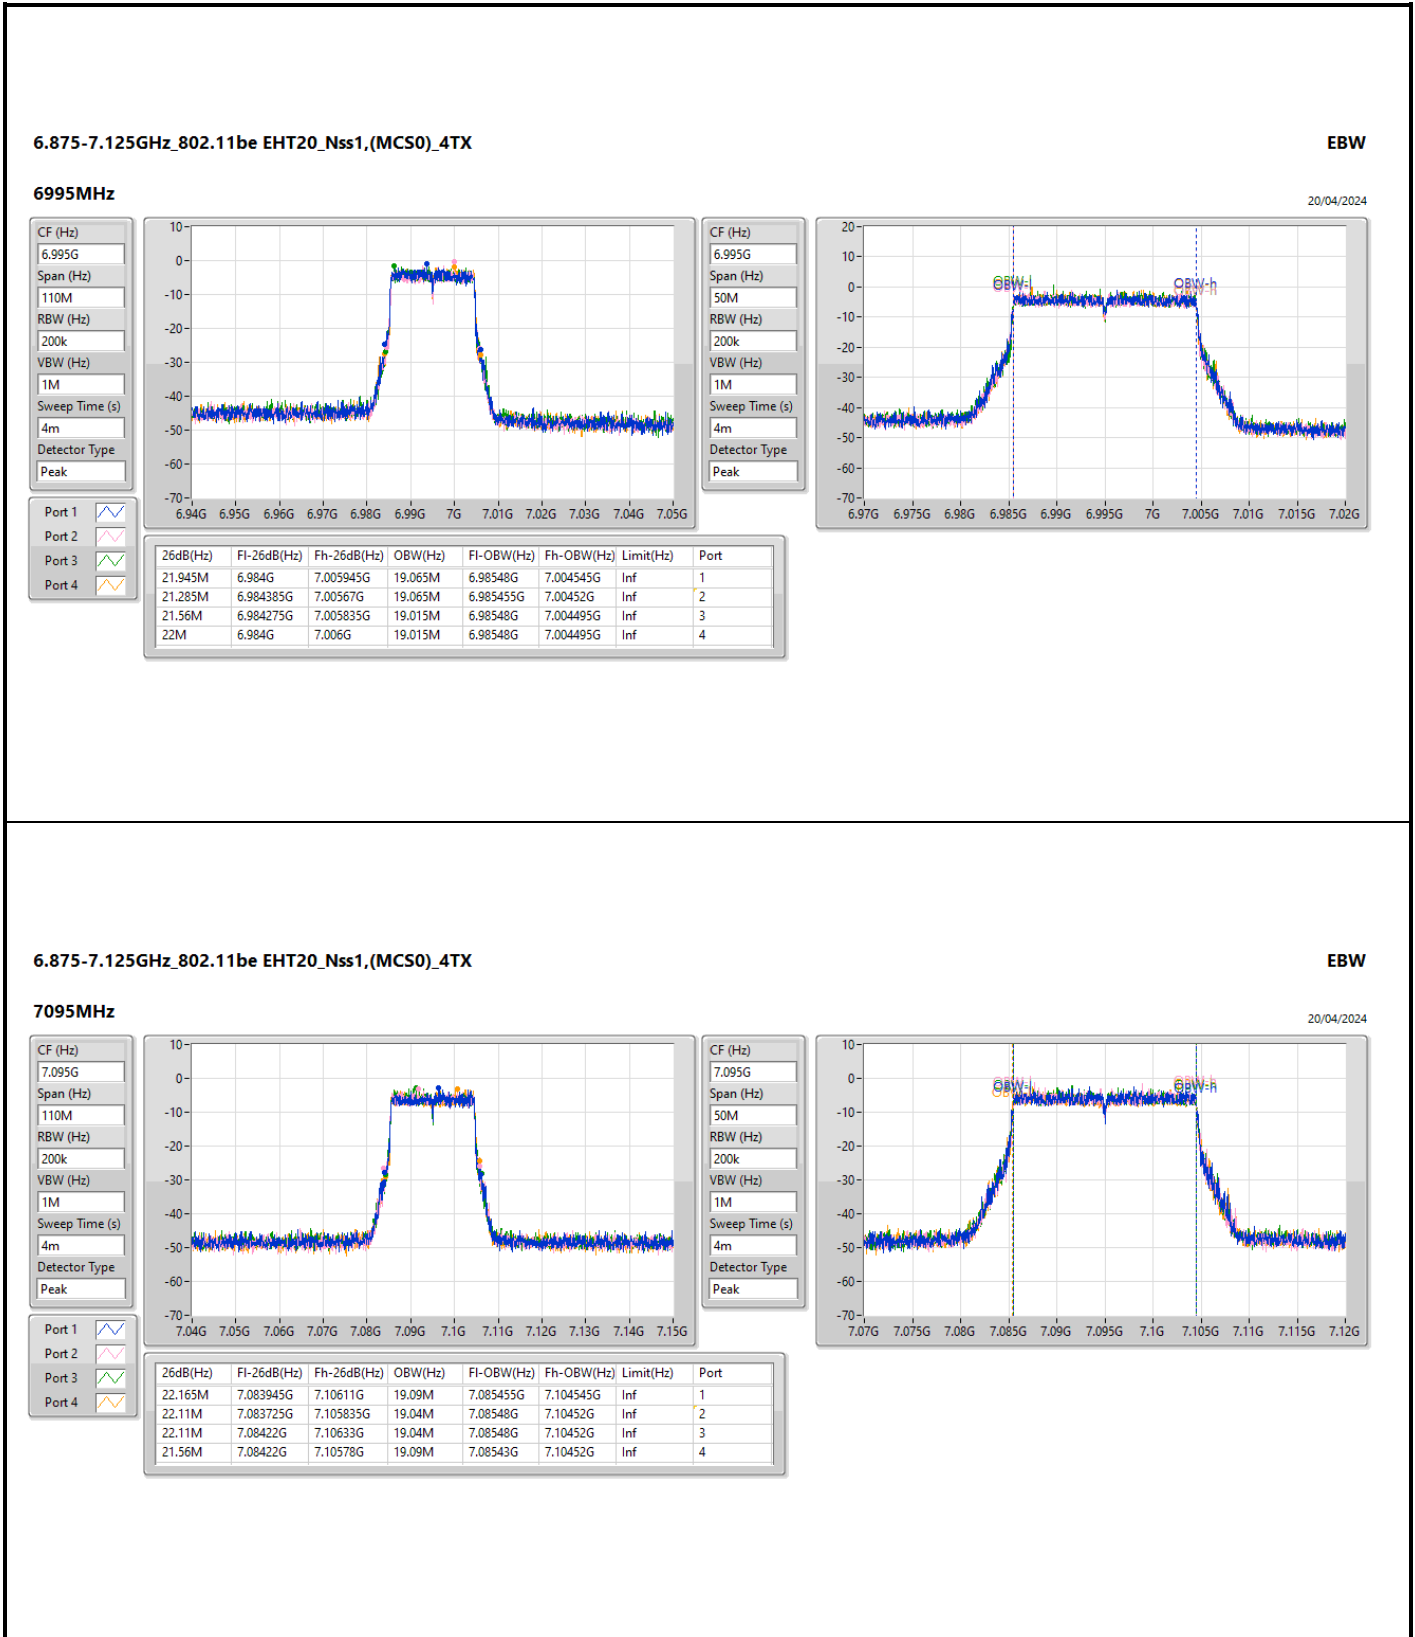 6.875-7.125GHz_802.11be EHT20_Nss1,(MCS0)_4TX EBW
6995MHz
20/04/2024
CF (Hz)
6.995G
Span (Hz)
110M
RBW (Hz)
200k
VBW (Hz)
1M
Sweep Time (s)
4m
Detector Type
Peak
Port 1
Port 2
Port 3
Port 4
10
0
-10
-20
-30
-40
-50
-60
-70
6.94G 6.95G 6.96G 6.97G 6.98G 6.99G 7G 7.01G 7.02G 7.03G 7.04G 7.05G
CF (Hz)
6.995G
Span (Hz)
50M
RBW (Hz)
200k
VBW (Hz)
1M
Sweep Time (s)
4m
Detector Type
Peak
20
10
0
-10
-20
-30
-40
-50
-60
-70
OBW-l OBW-h
6.97G 6.975G 6.98G 6.985G 6.99G 6.995G 7G 7.005G 7.01G 7.015G 7.02G
26dB(Hz) Fl-26dB(Hz) Fh-26dB(Hz) OBW(Hz) Fl-OBW(Hz) Fh-OBW(Hz) Limit(Hz) Port
21.945M 6.984G 7.005945G 19.065M 6.98548G 7.004545G Inf 1
21.285M 6.984385G 7.00567G 19.065M 6.985455G 7.00452G Inf 2
21.56M 6.984275G 7.005835G 19.015M 6.98548G 7.004495G Inf 3
22M 6.984G 7.006G 19.015M 6.98548G 7.004495G Inf 4
6.875-7.125GHz_802.11be EHT20_Nss1,(MCS0)_4TX EBW
7095MHz
20/04/2024
CF (Hz)
7.095G
Span (Hz)
110M
RBW (Hz)
200k
VBW (Hz)
1M
Sweep Time (s)
4m
Detector Type
Peak
Port 1
Port 2
Port 3
Port 4
10
0
-10
-20
-30
-40
-50
-60
-70
7.04G 7.05G 7.06G 7.07G 7.08G 7.09G 7.1G 7.11G 7.12G 7.13G 7.14G 7.15G
CF (Hz)
7.095G
Span (Hz)
50M
RBW (Hz)
200k
VBW (Hz)
1M
Sweep Time (s)
4m
Detector Type
Peak
10
0
-10
-20
-30
-40
-50
-60
-70
OBW-l OBW-h
7.07G 7.075G 7.08G 7.085G 7.09G 7.095G 7.1G 7.105G 7.11G 7.115G 7.12G
26dB(Hz) Fl-26dB(Hz) Fh-26dB(Hz) OBW(Hz) Fl-OBW(Hz) Fh-OBW(Hz) Limit(Hz) Port
22.165M 7.083945G 7.10611G 19.09M 7.085455G 7.104545G Inf 1
22.11M 7.083725G 7.105835G 19.04M 7.08548G 7.10452G Inf 2
22.11M 7.08422G 7.10633G 19.04M 7.08548G 7.10452G Inf 3
21.56M 7.08422G 7.10578G 19.09M 7.08543G 7.10452G Inf 4